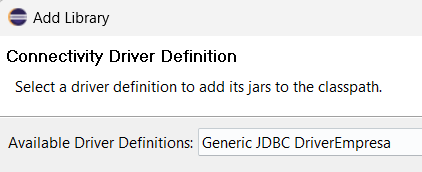 Add Library
Connectivity Driver Definition
Select a driver definition to add its jars to the classpath.
Available Driver Definitions: Generic JDBC DriverEmpresa